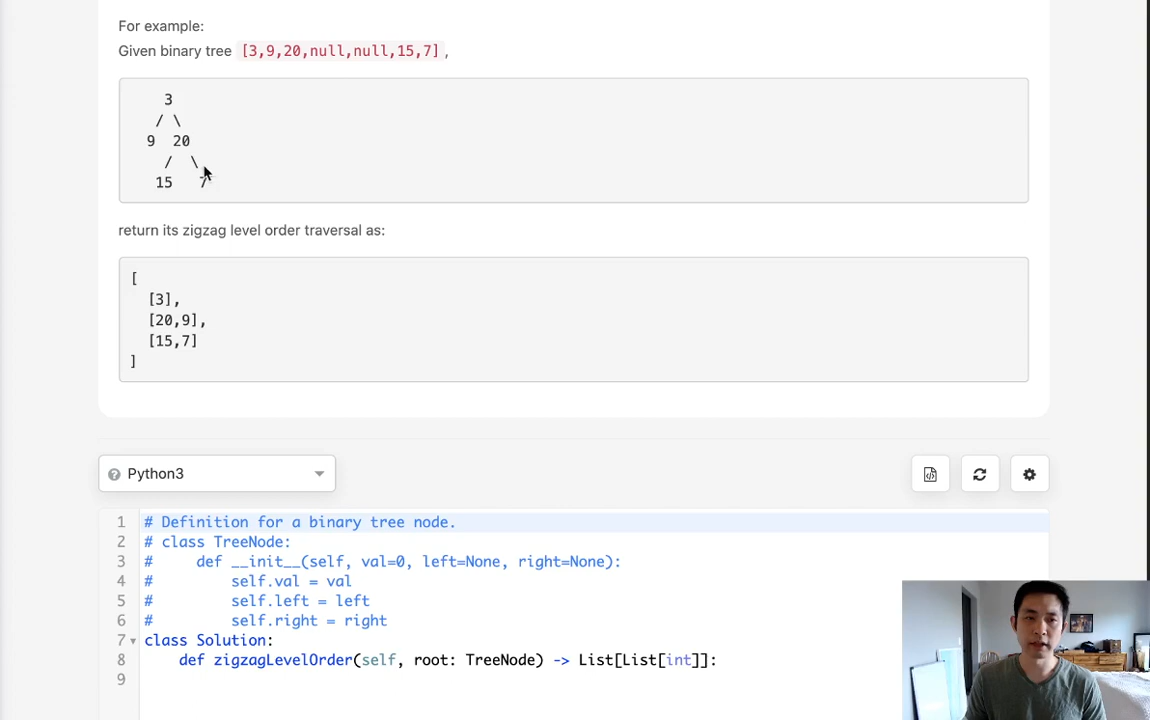 For example:
Given binary tree [3,9,20,null,null,15,7],
3
/ \
9 20
/ \
15 7
return its zigzag level order traversal as:
[
[3],
[20,9],
[15,7]
]
Python3
1 # Definition for a binary tree node.
2 # class TreeNode:
3 # def __init__(self, val=0, left=None, right=None):
4 # self.val = val
5 # self.left = left
6 # self.right = right
7 class Solution:
8 def zigzagLevelOrder(self, root: TreeNode) -> List[List[int]]:
9